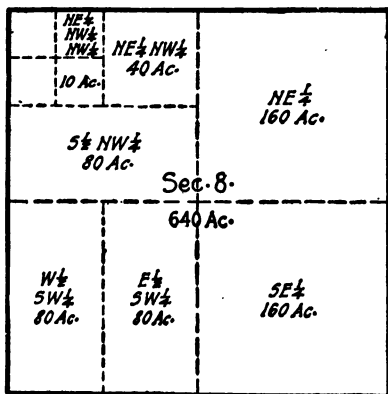 NE¼
NW¼
NW¼
10 Ac.
NE¼ NW¼
40 Ac.
NE ¼
160 Ac.
S½ NW¼
80 Ac.
Sec. 8.
640 Ac.
W½
SW¼
80 Ac.
E½
SW¼
80 Ac.
SE¼
160 Ac.